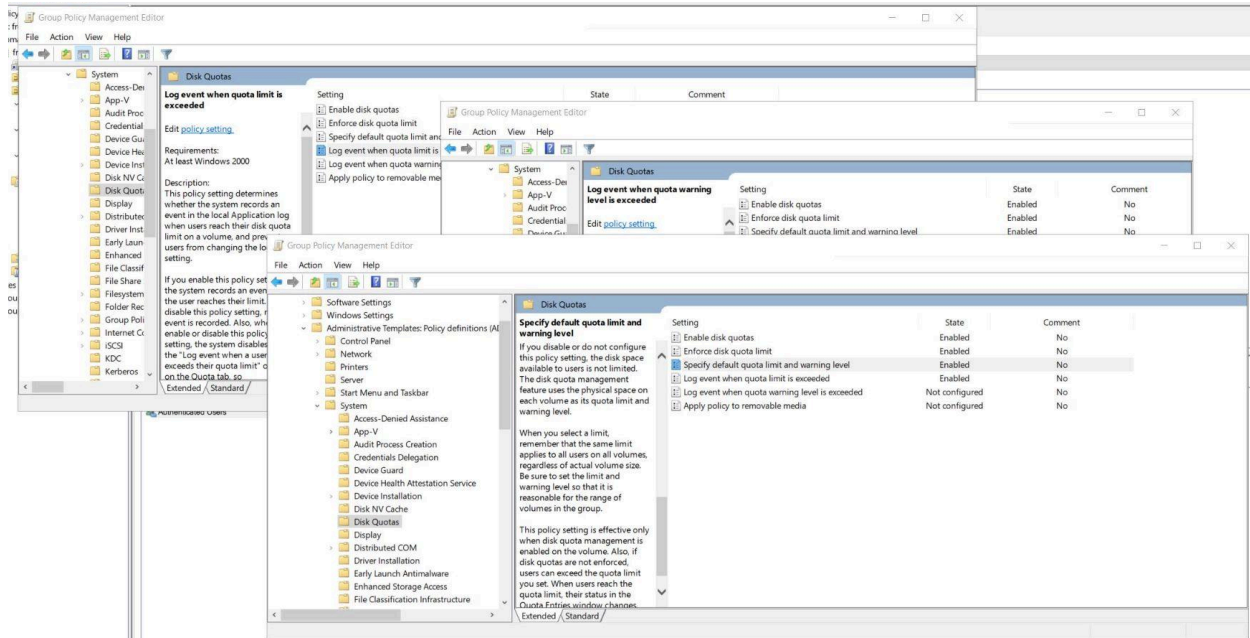 Group Policy Management Editor
File Action View Help
System
App-V
Audit Proc
Credential
Disk Quot
Display
Distributed
Driver Inst
Early Laun
Enhanced
File Classif
File Share
Filesystem
Folder Rec
Group Poli
Internet Co
iSCSI
KDC
Kerberos
Disk Quotas
Log event when quota limit is
exceeded
Edit policy setting
Requirements:
At least Windows 2000
Description:
This policy setting determines
whether the system records an
event in the local Application log
when users reach their disk quota
limit on a volume, and prev
users from changing the lo
setting.
If you enable this policy set
the system records an even
the user reaches their limit.
disable this policy setting,
event is recorded. Also, wh
enable or disable this policy
setting, the system disables
the "Log event when a user
exceeds their quota limit" o
on the Quota tab, so
Extended Standard
Setting State Comment
Enable disk quotas
Enforce disk quota limit
Specify default quota limit and
Log event when quota limit is
Log event when quota warning
Apply policy to removable me
Group Policy Management Editor
File Action View Help
System
Access-Der
App-V
Audit Proc
Credential
Disk Quotas
Log event when quota warning
level is exceeded
Edit policy setting
Setting State Comment
Enable disk quotas Enabled No
Enforce disk quota limit Enabled No
Specify default quota limit and warning level Enabled No
Group Policy Management Editor
File Action View Help
Software Settings
Windows Settings
Administrative Templates: Policy definitions (AD
Control Panel
Network
Printers
Server
Start Menu and Taskbar
System
Access-Denied Assistance
App-V
Audit Process Creation
Credentials Delegation
Device Guard
Device Health Attestation Service
Device Installation
Disk NV Cache
Disk Quotas
Display
Distributed COM
Driver Installation
Early Launch Antimalware
Enhanced Storage Access
File Classification Infrastructure
Disk Quotas
Specify default quota limit and
warning level
If you disable or do not configure
this policy setting, the disk space
available to users is not limited.
The disk quota management
feature uses the physical space on
each volume as its quota limit and
warning level.
When you select a limit,
remember that the same limit
applies to all users on all volumes,
regardless of actual volume size.
Be sure to set the limit and
warning level so that it is
reasonable for the range of
volumes in the group.
This policy setting is effective only
when disk quota management is
enabled on the volume. Also, if
disk quotas are not enforced,
users can exceed the quota limit
you set. When users reach the
quota limit, their status in the
Quota Entries window changes
Extended Standard
Setting State Comment
Enable disk quotas Enabled No
Enforce disk quota limit Enabled No
Specify default quota limit and warning level Enabled No
Log event when quota limit is exceeded Enabled No
Log event when quota warning level is exceeded Not configured No
Apply policy to removable media Not configured No
Authenticated Users